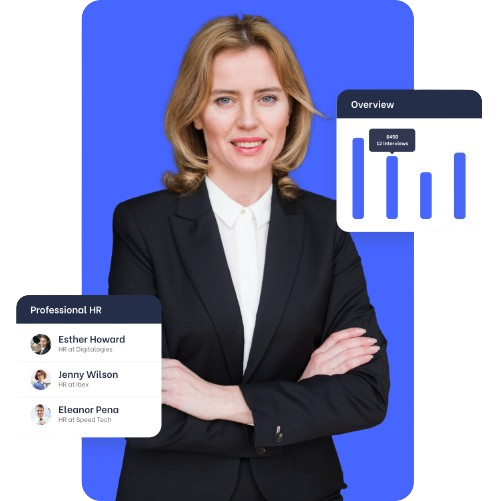 Overview
6450
12 interviews
Professional HR
Esther Howard
HR at Digitalogies
Jenny Wilson
HR at Ibex
Eleanor Pena
HR at Speed Tech